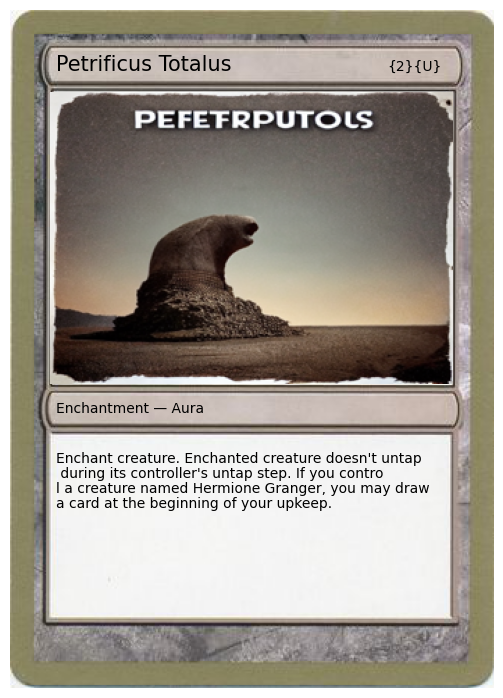 Petrificus Totalus {2}{U}
PEFETRPUTOLS
Enchantment — Aura
Enchant creature. Enchanted creature doesn't untap
during its controller's untap step. If you contro
l a creature named Hermione Granger, you may draw
a card at the beginning of your upkeep.